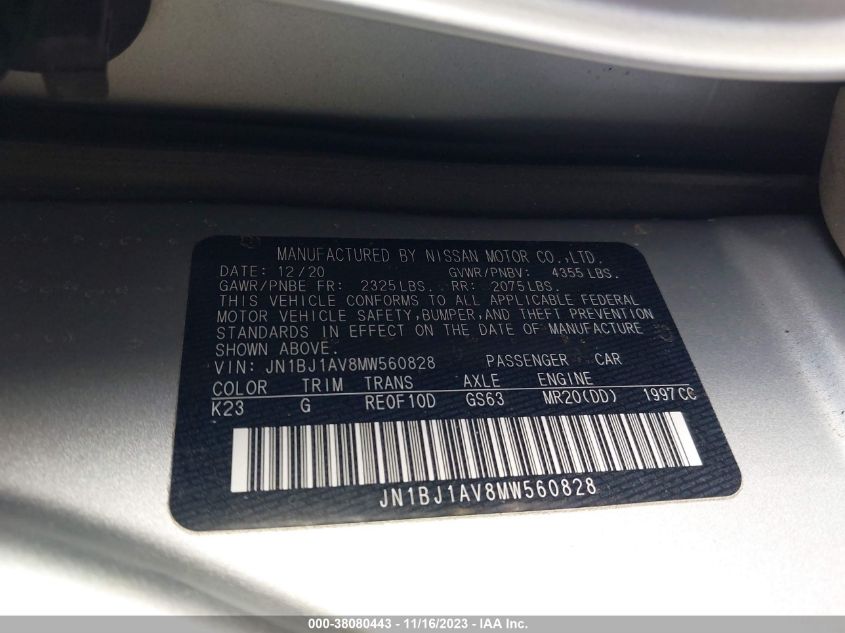 MANUFACTURED BY NISSAN MOTOR CO.,LTD.
DATE: 12/20 GVWR/PNBV: 4355 LBS.
GAWR/PNBE FR: 2325 LBS. RR: 2075 LBS.
THIS VEHICLE CONFORMS TO ALL APPLICABLE FEDERAL
MOTOR VEHICLE SAFETY, BUMPER, AND THEFT PREVENTION
STANDARDS IN EFFECT ON THE DATE OF MANUFACTURE
SHOWN ABOVE.
VIN: JN1BJ1AV8MW560828 PASSENGER CAR
COLOR TRIM TRANS AXLE ENGINE
K23 G RE0F10D GS63 MR20(DD) 1997CC
JN1BJ1AV8MW560828
000-38080443 - 11/16/2023 - IAA Inc.